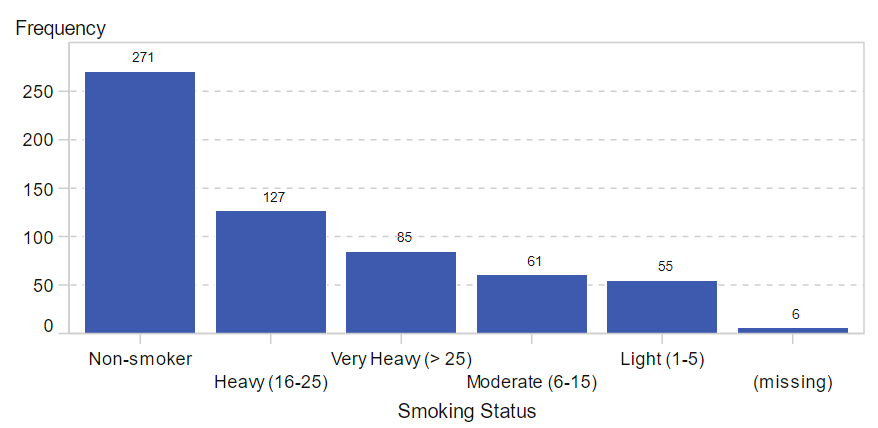 Frequency
271
250
200
127
150
85
100
61
55
50
6
0
Non-smoker
Very Heavy (> 25)
Light (1-5)
Heavy (16-25)
Moderate (6-15)
(missing)
Smoking Status